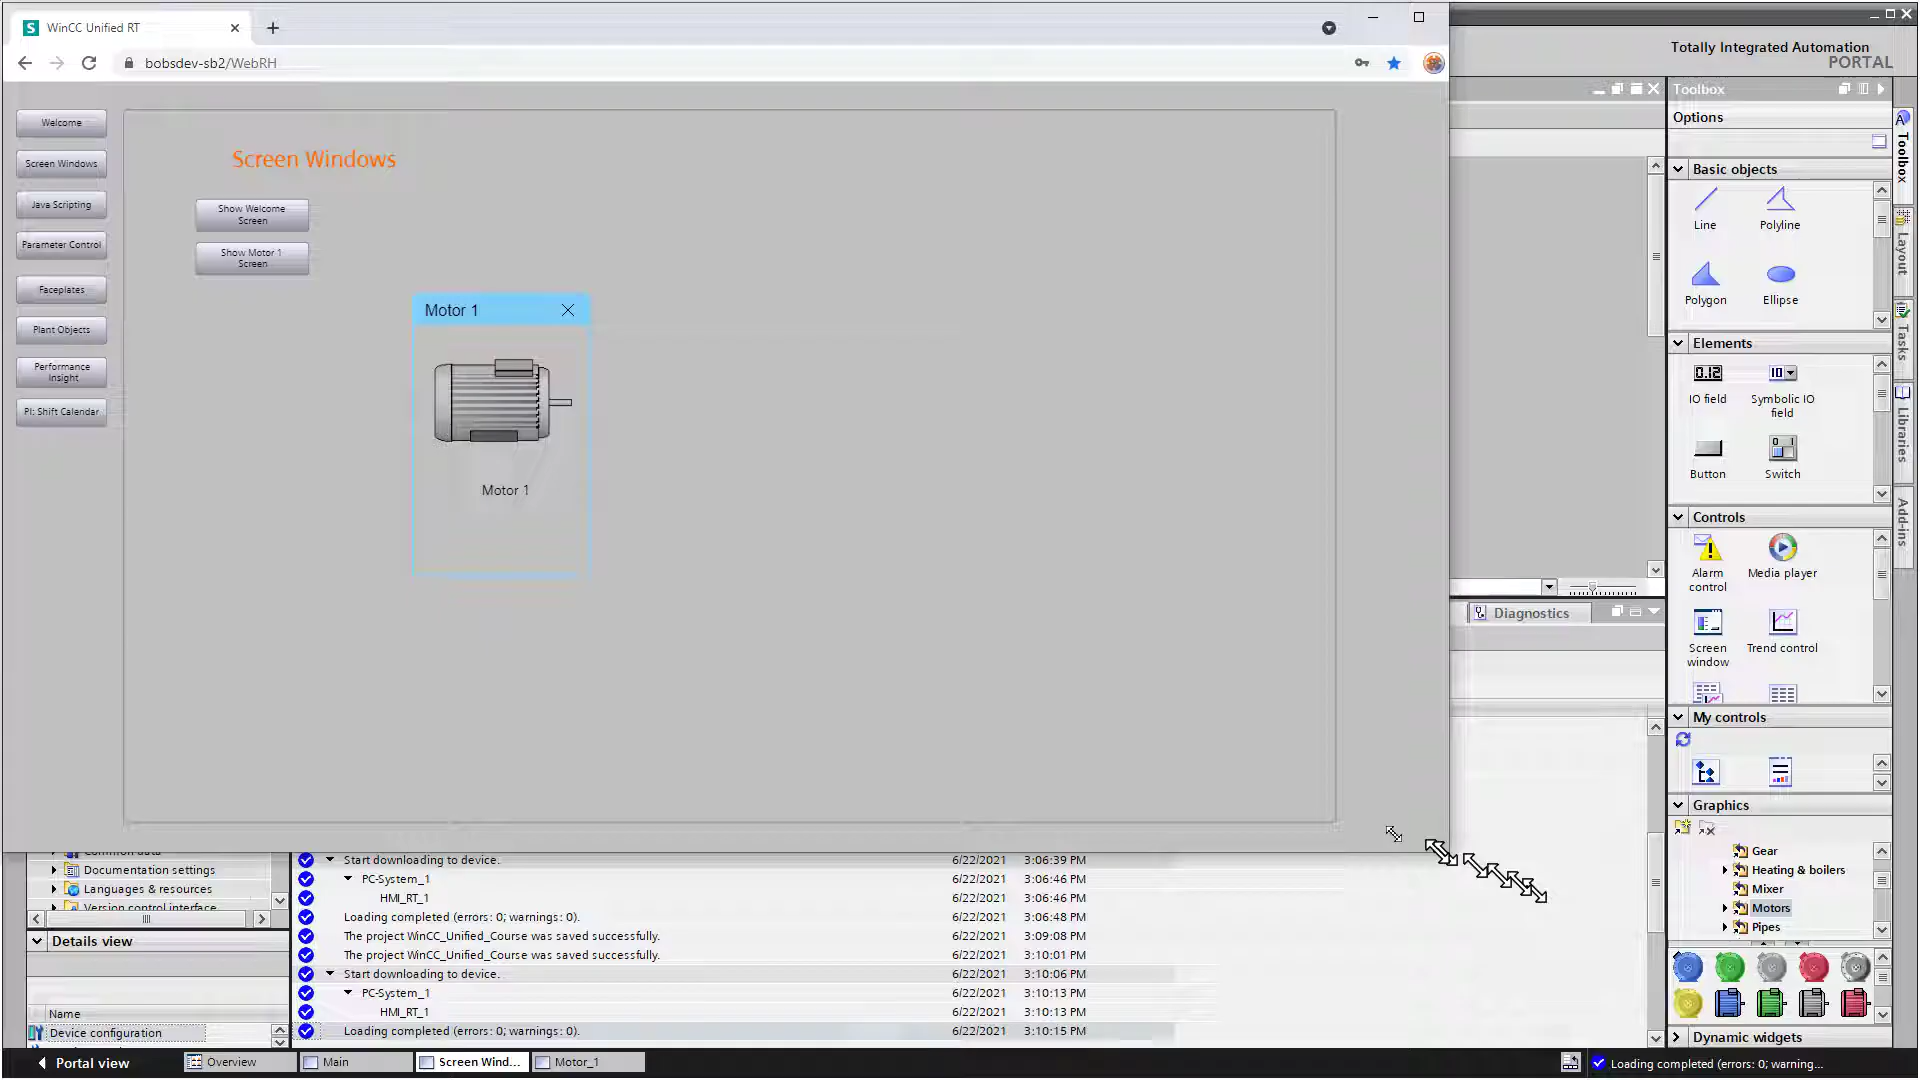 WinCC Unified RT
bobsdev-sb2/WebRH
Totally Integrated Automation
PORTAL
Welcome
Screen Windows
Java Scripting
Parameter Control
Faceplates
Plant Objects
Performance
Insight
PI: Shift Calendar
Screen Windows
Show Welcome
Screen
Show Motor 1
Screen
Motor 1
Motor 1
Toolbox
Options
Basic objects
Line
Polyline
Polygon
Ellipse
Elements
0.12
10
IO field
Symbolic IO
field
0 1
Button
Switch
Controls
Alarm
control
Media player
Screen
window
Trend control
My controls
Graphics
Gear
Heating & boilers
Mixer
Motors
Pipes
Dynamic widgets
Toolbox
Layout
Tasks
Libraries
Add-ins
Diagnostics
Common data
Documentation settings
Languages & resources
Version control interface
Details view
Name
Device configuration
Start downloading to device. 6/22/2021 3:06:39 PM
PC-System_1 6/22/2021 3:06:46 PM
HMI_RT_1 6/22/2021 3:06:46 PM
Loading completed (errors: 0; warnings: 0). 6/22/2021 3:06:48 PM
The project WinCC_Unified_Course was saved successfully. 6/22/2021 3:09:08 PM
The project WinCC_Unified_Course was saved successfully. 6/22/2021 3:10:01 PM
Start downloading to device. 6/22/2021 3:10:06 PM
PC-System_1 6/22/2021 3:10:13 PM
HMI_RT_1 6/22/2021 3:10:13 PM
Loading completed (errors: 0; warnings: 0). 6/22/2021 3:10:15 PM
Portal view
Overview
Main
Screen Wind...
Motor_1
Loading completed (errors: 0; warning...